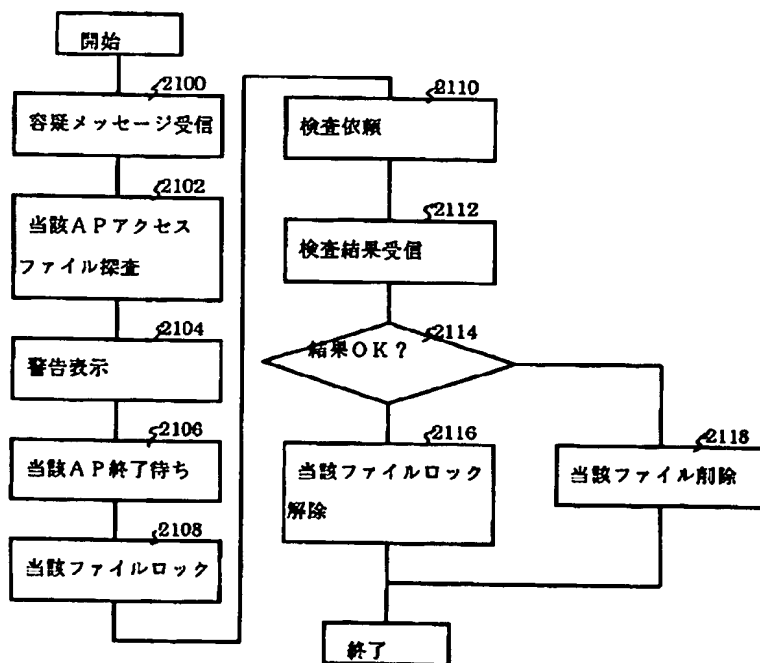 開始
2100
容疑メッセージ受信
2102
当該APアクセス
ファイル探査
2104
警告表示
2106
当該AP終了待ち
2108
当該ファイルロック
2110
検査依頼
2112
検査結果受信
2114
結果OK?
2116
当該ファイルロック
解除
2118
当該ファイル削除
終了